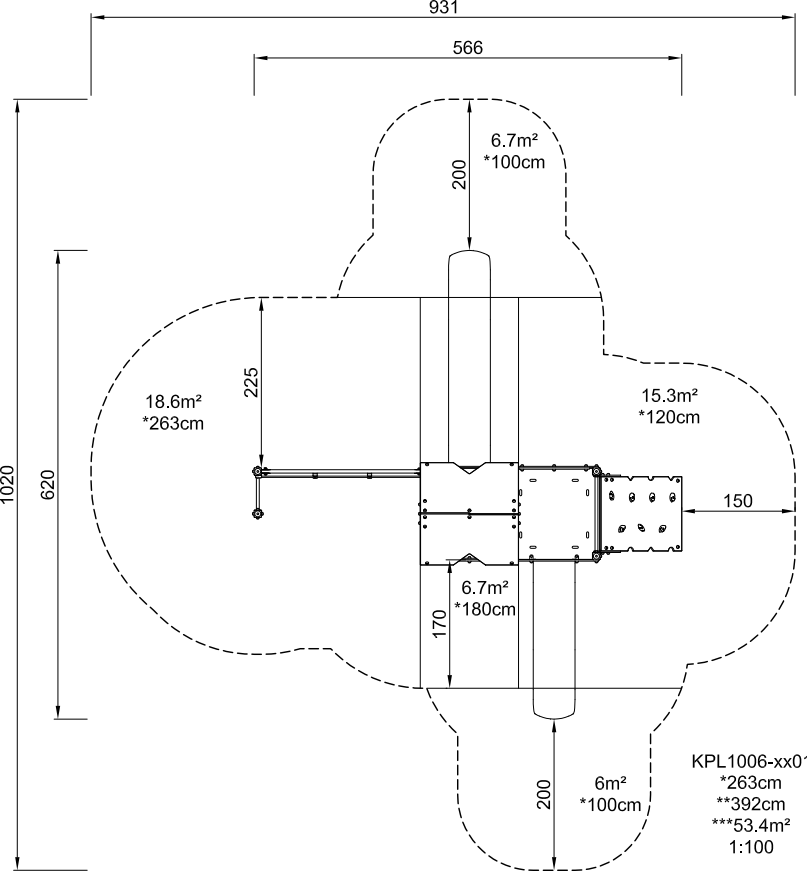 931
566
6.7m²
*100cm
200
225
18.6m²
*263cm
15.3m²
*120cm
1020
620
150
6.7m²
*180cm
170
200
6m²
*100cm
KPL1006-xx01
*263cm
**392cm
***53.4m²
1:100